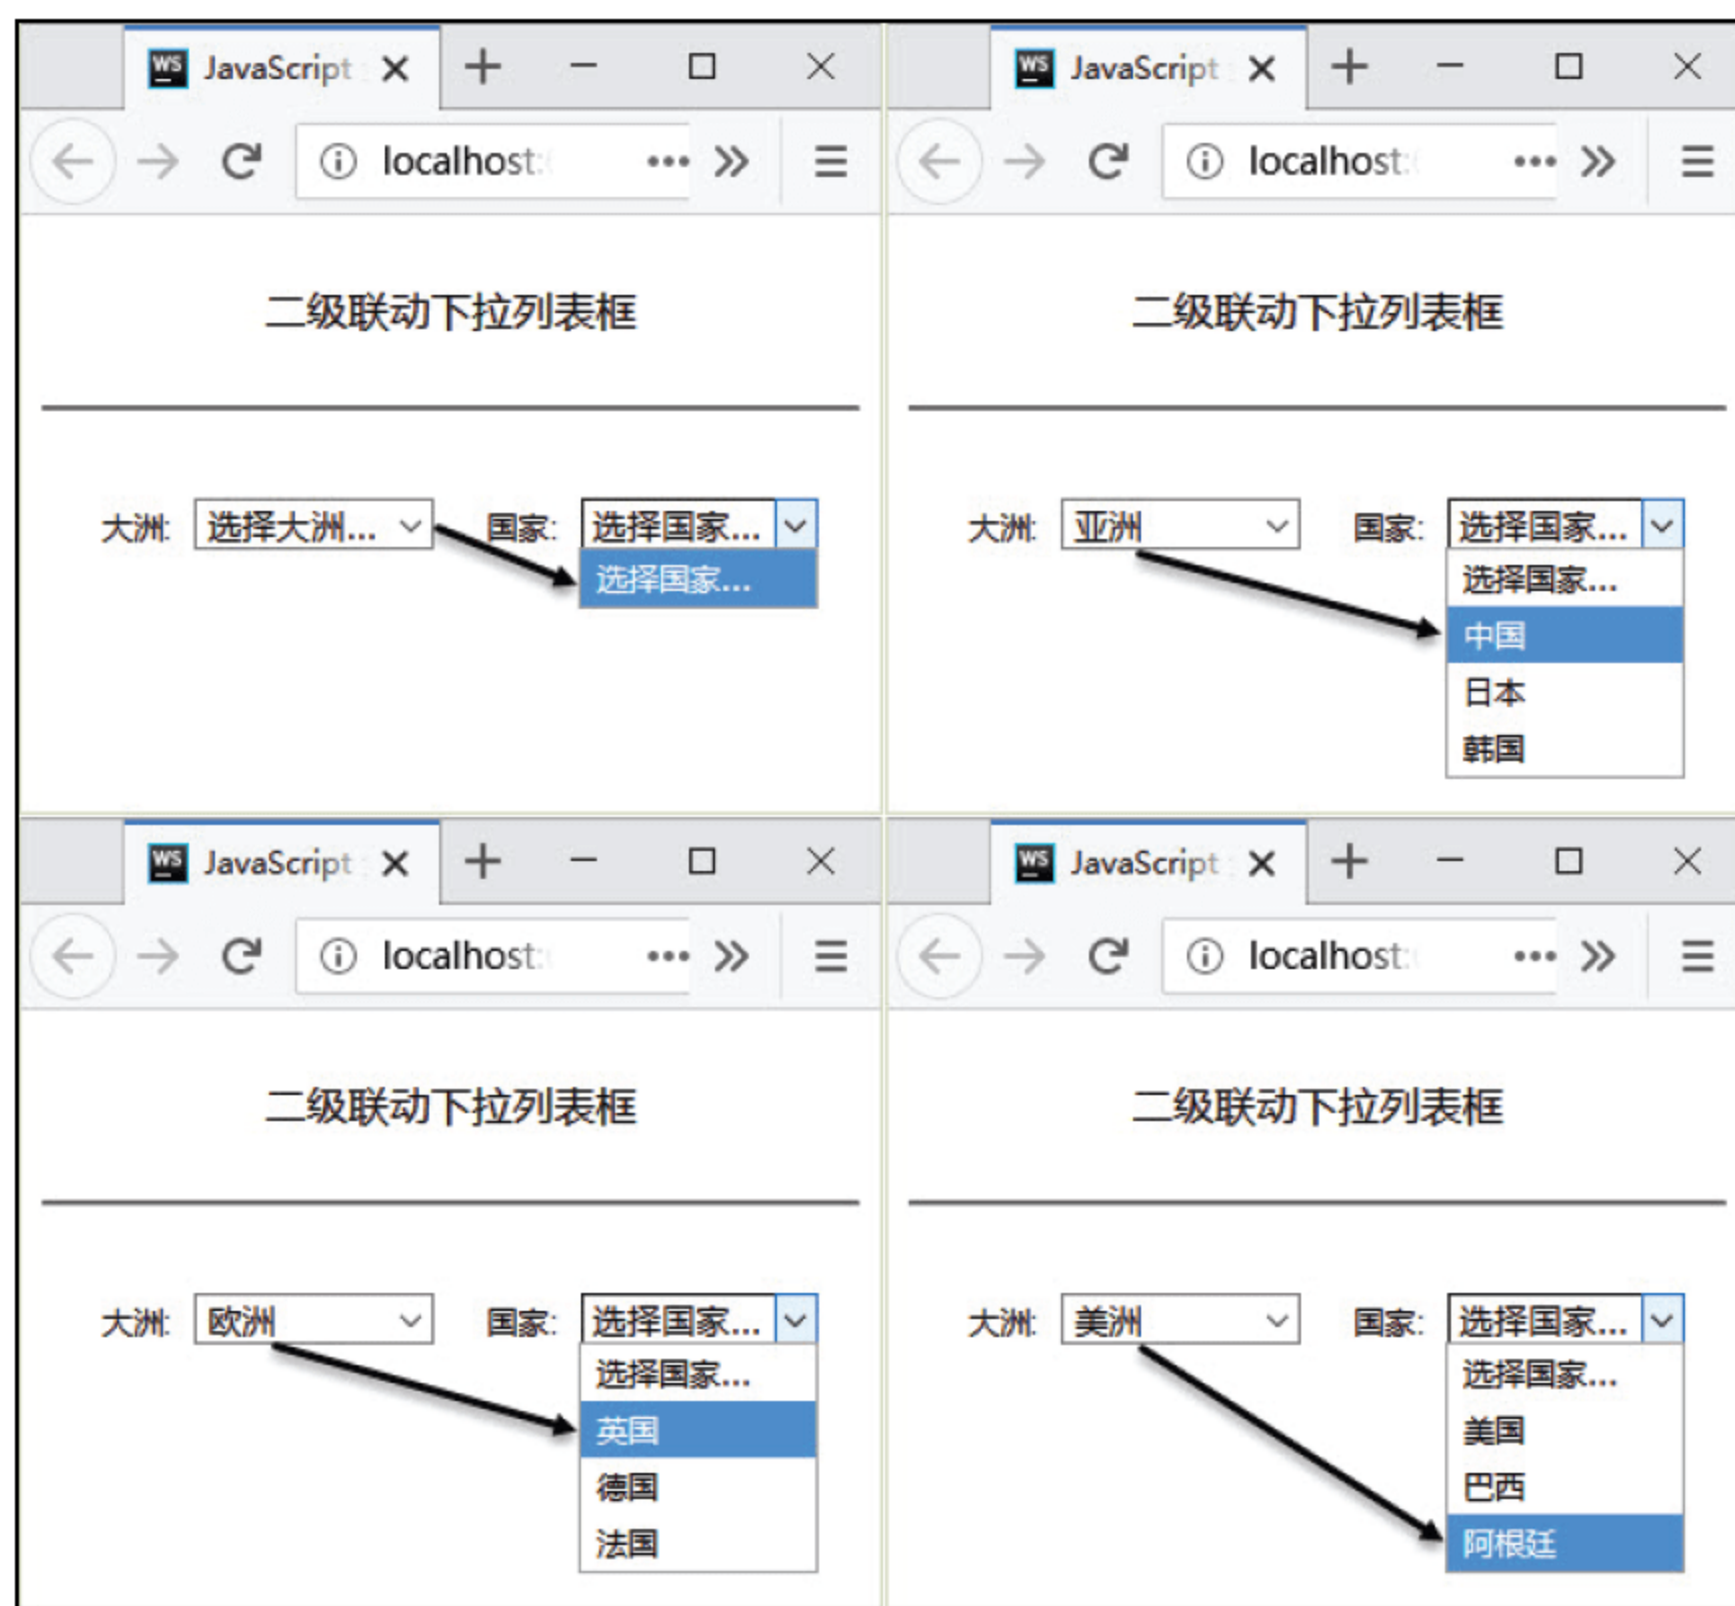 WS JavaScript
localhost:
二级联动下拉列表框
大洲: 选择大洲... 国家: 选择国家...
选择国家...
WS JavaScript
localhost:
二级联动下拉列表框
大洲: 亚洲 国家: 选择国家...
选择国家...
中国
日本
韩国
WS JavaScript
localhost:
二级联动下拉列表框
大洲: 欧洲 国家: 选择国家...
选择国家...
英国
德国
法国
WS JavaScript
localhost:
二级联动下拉列表框
大洲: 美洲 国家: 选择国家...
选择国家...
美国
巴西
阿根廷